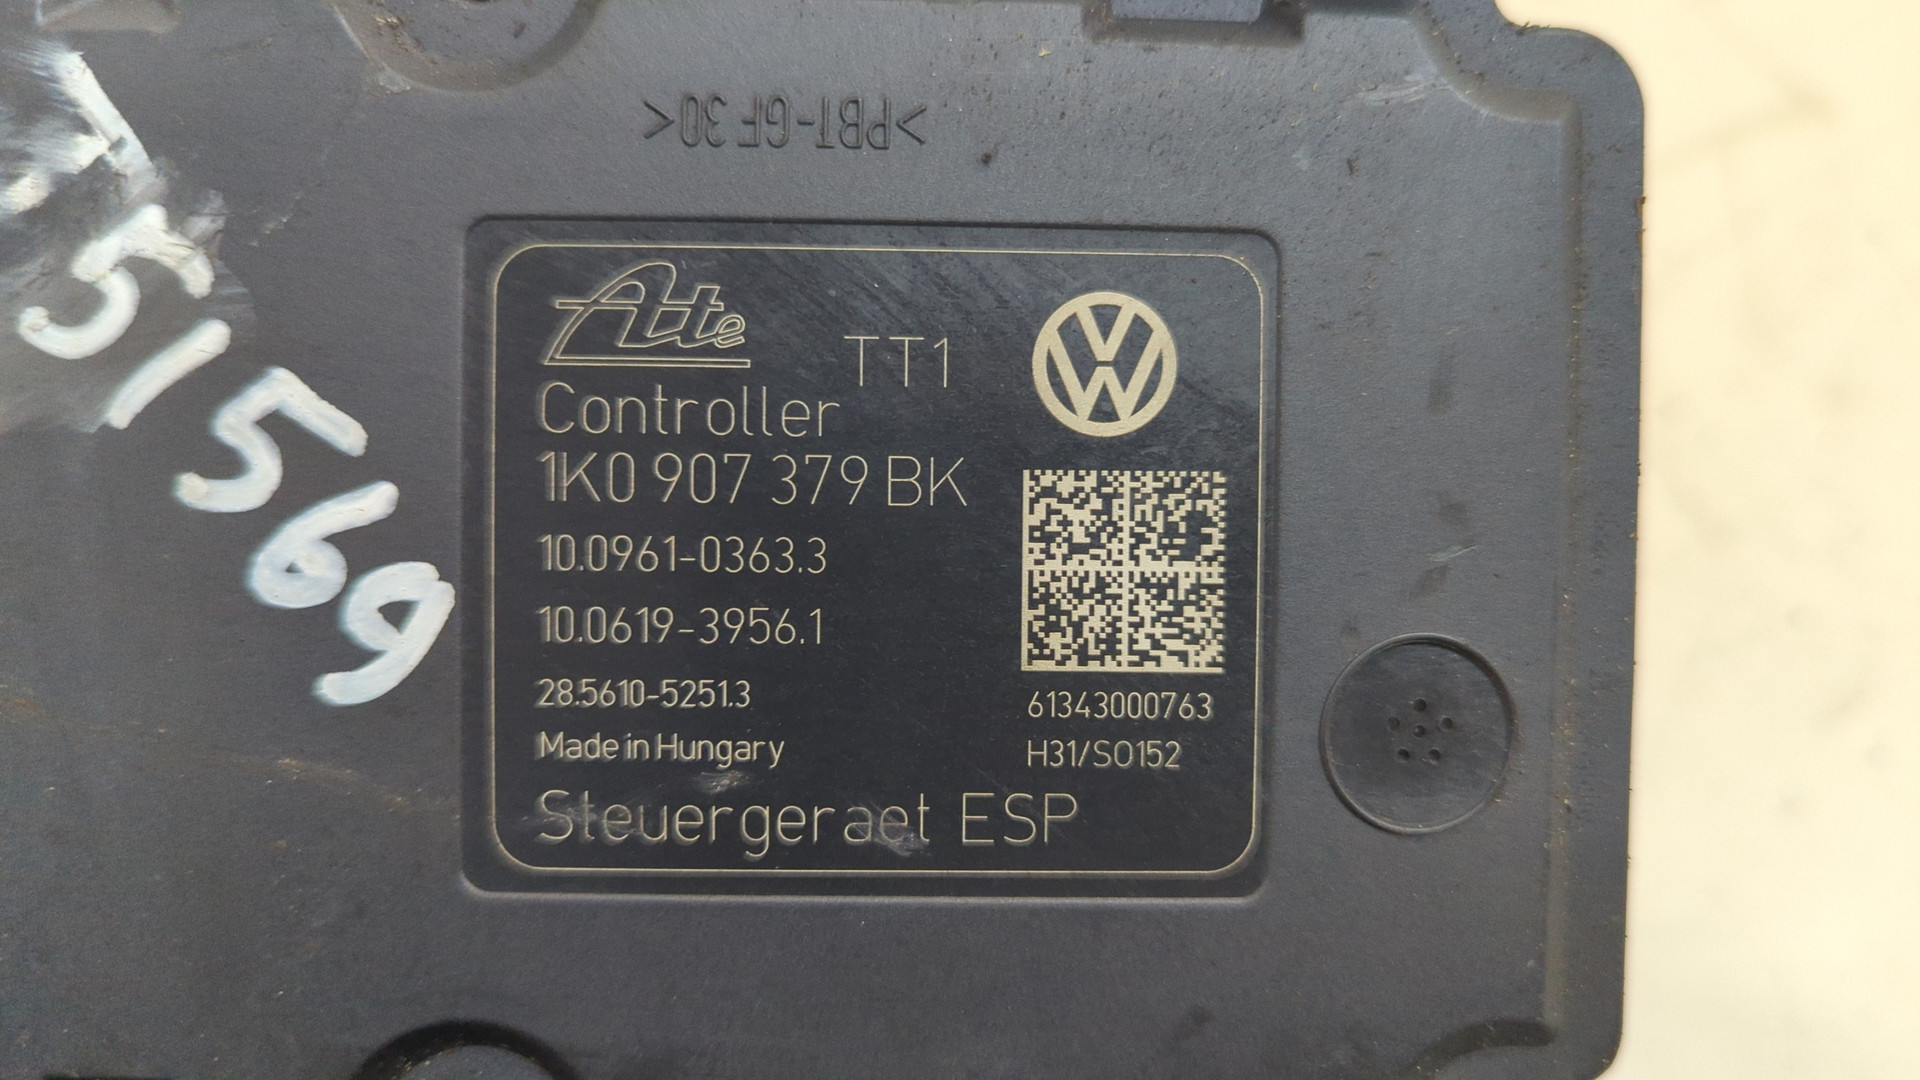 >PBT-GF 30<
51569
Ate
TT1
Controller
1K0 907 379 BK
10.0961-0363.3
10.0619-3956.1
28.5610-5251.3
Made in Hungary
61343000763
H31/SO152
Steuergeraet ESP